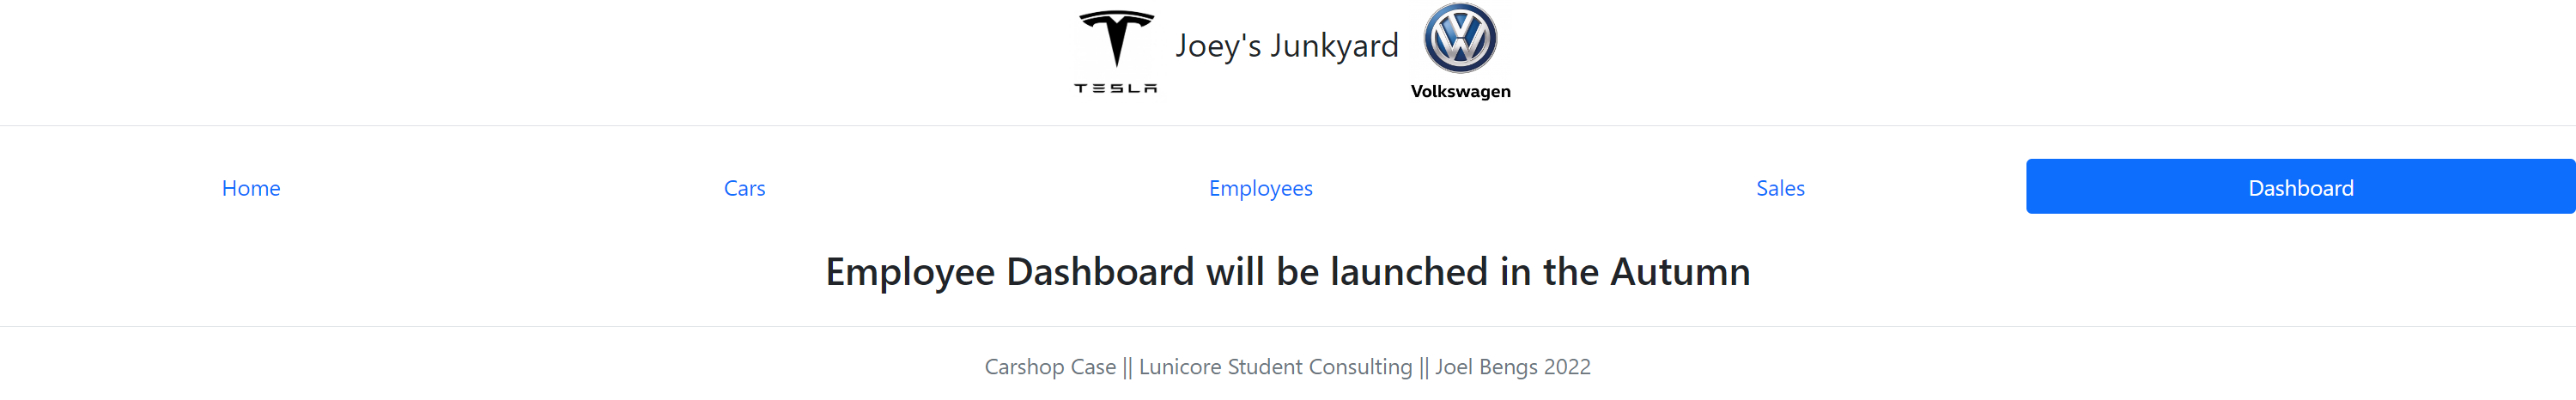 Joey's Junkyard
TESLA
Volkswagen
Home
Cars
Employees
Sales
Dashboard
Employee Dashboard will be launched in the Autumn
Carshop Case || Lunicore Student Consulting || Joel Bengs 2022